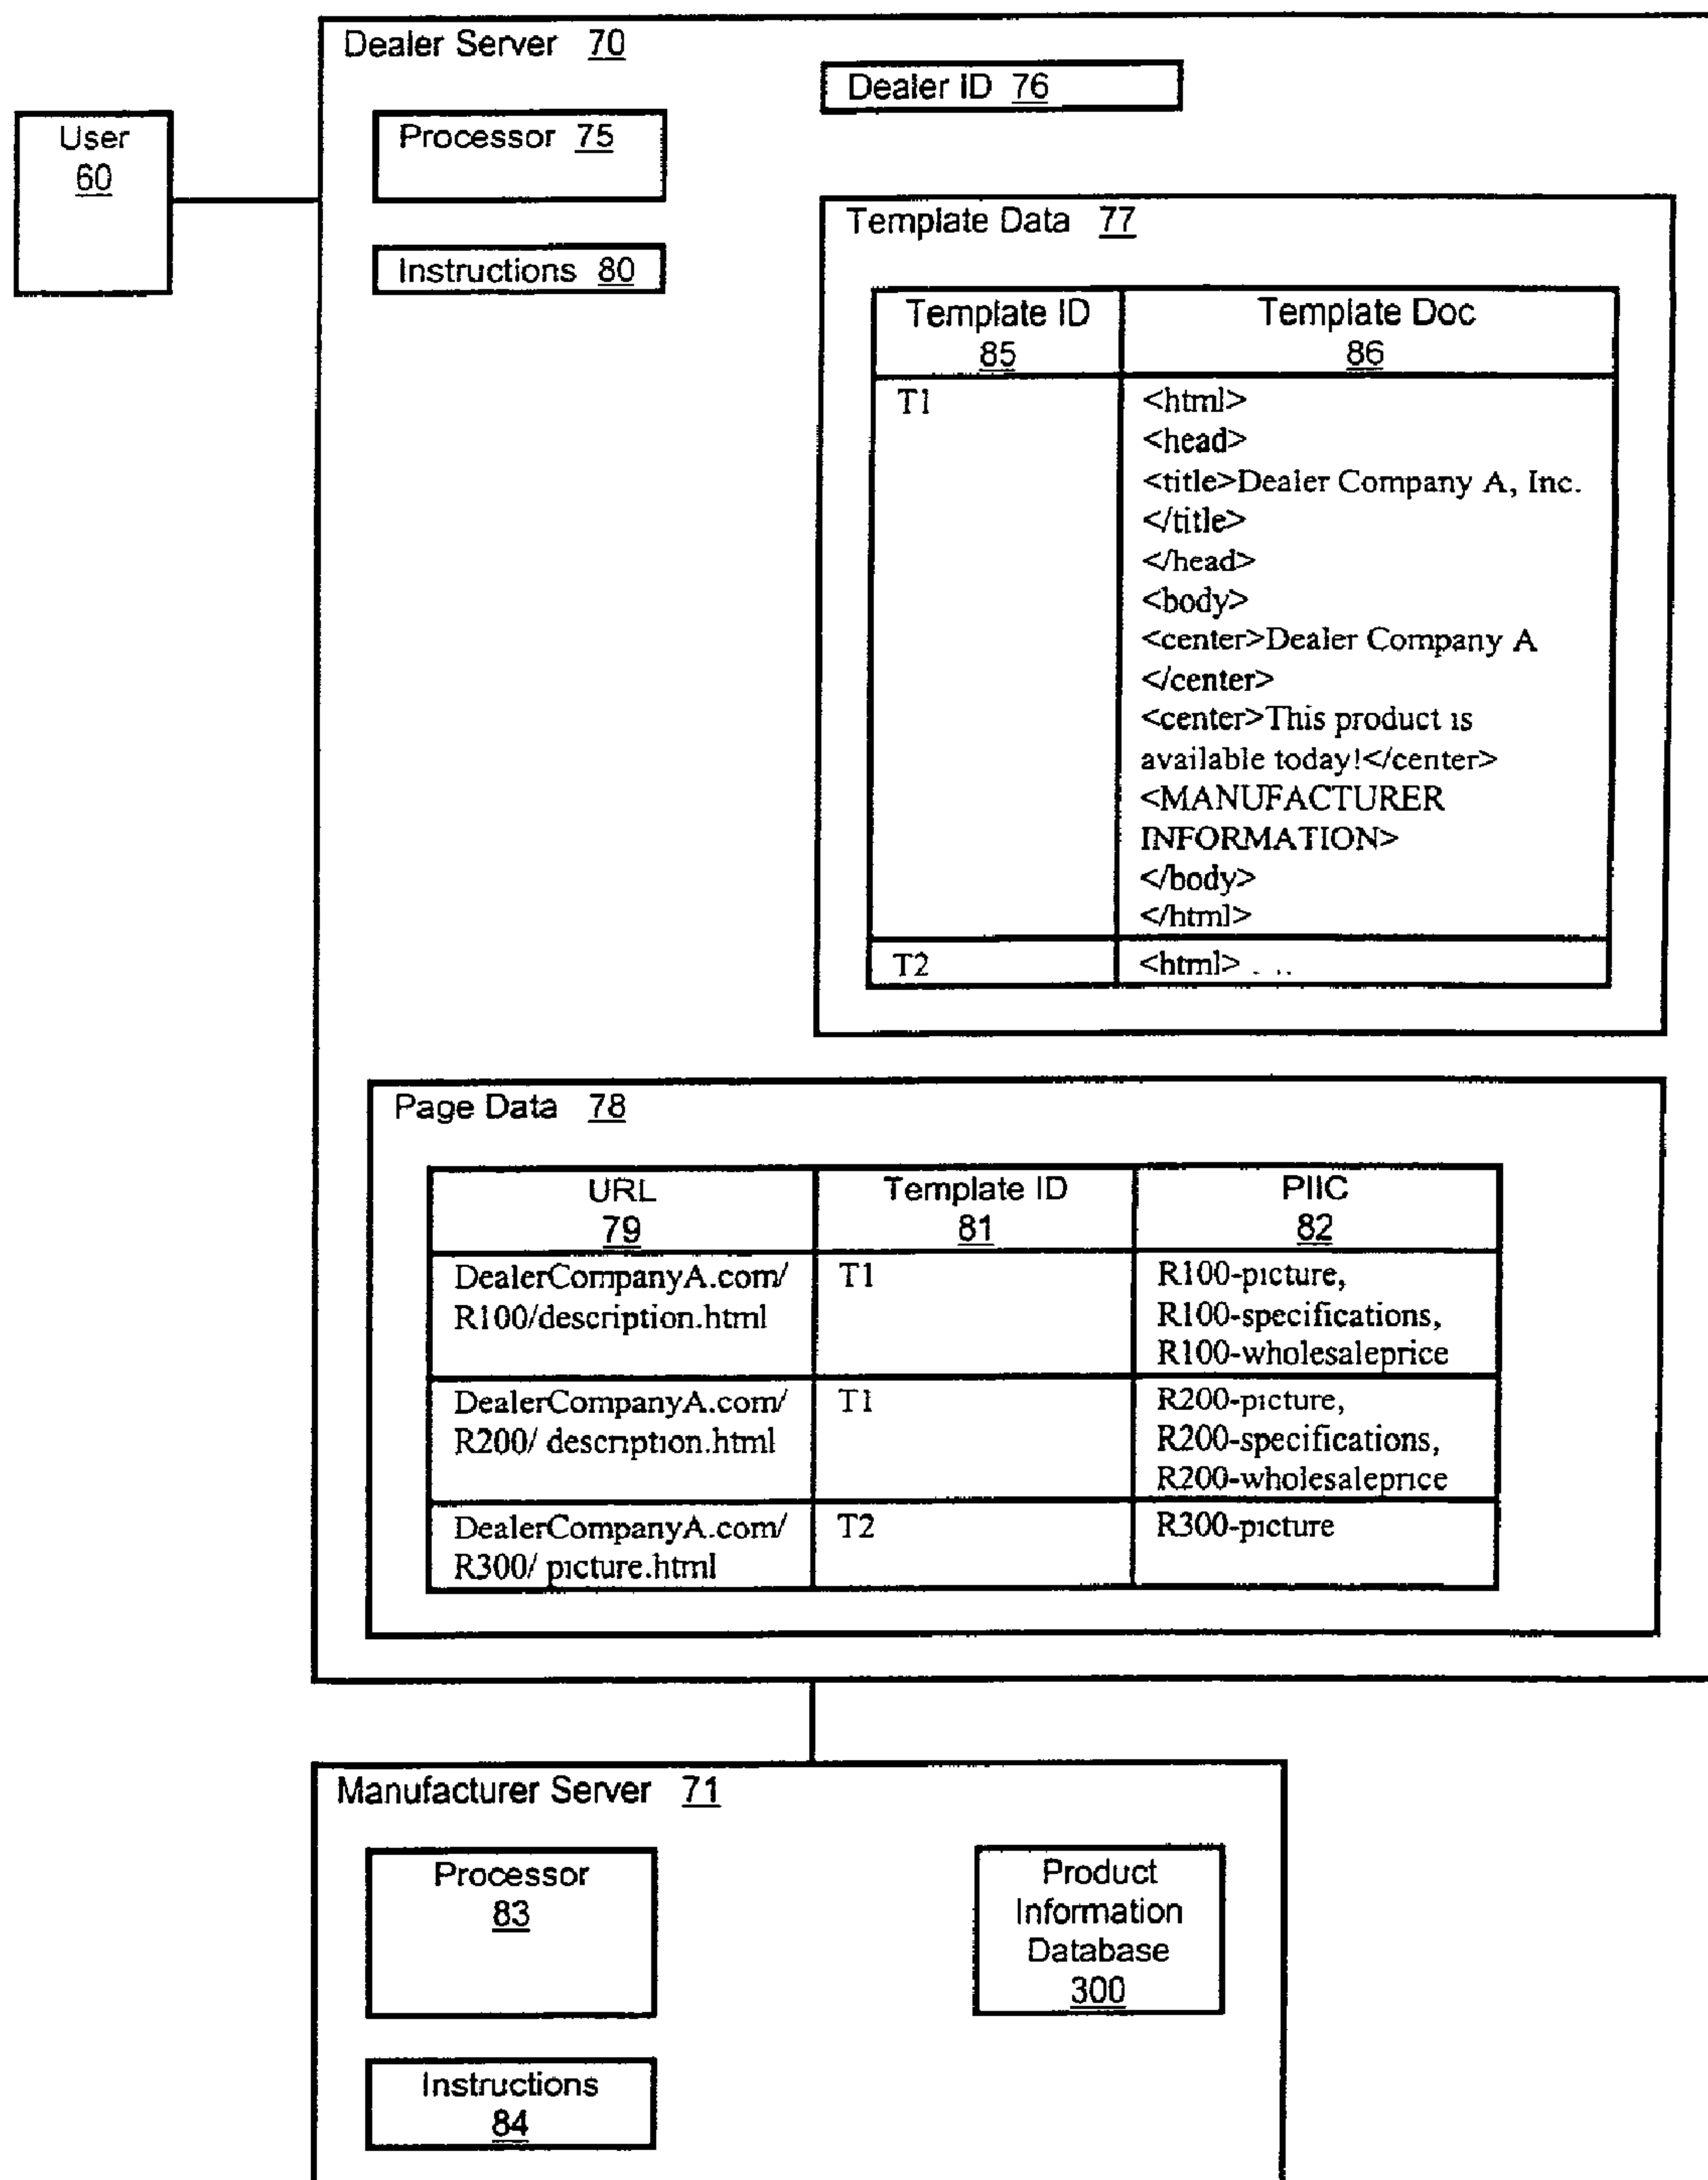 Dealer Server 70
Dealer ID 76
User
60
Processor 75
Instructions 80
Template Data 77
Template ID
85
Template Doc
86
T1
<html>
<head>
<title>Dealer Company A, Inc.
</title>
</head>
<body>
<center>Dealer Company A
</center>
<center>This product is
available today!</center>
<MANUFACTURER
INFORMATION>
</body>
</html>
T2
<html> ...
Page Data 78
URL
79
Template ID
81
PIIC
82
DealerCompanyA.com/
R100/description.html
T1
R100-picture,
R100-specifications,
R100-wholesaleprice
DealerCompanyA.com/
R200/ description.html
T1
R200-picture,
R200-specifications,
R200-wholesaleprice
DealerCompanyA.com/
R300/ picture.html
T2
R300-picture
Manufacturer Server 71
Processor
83
Product
Information
Database
300
Instructions
84